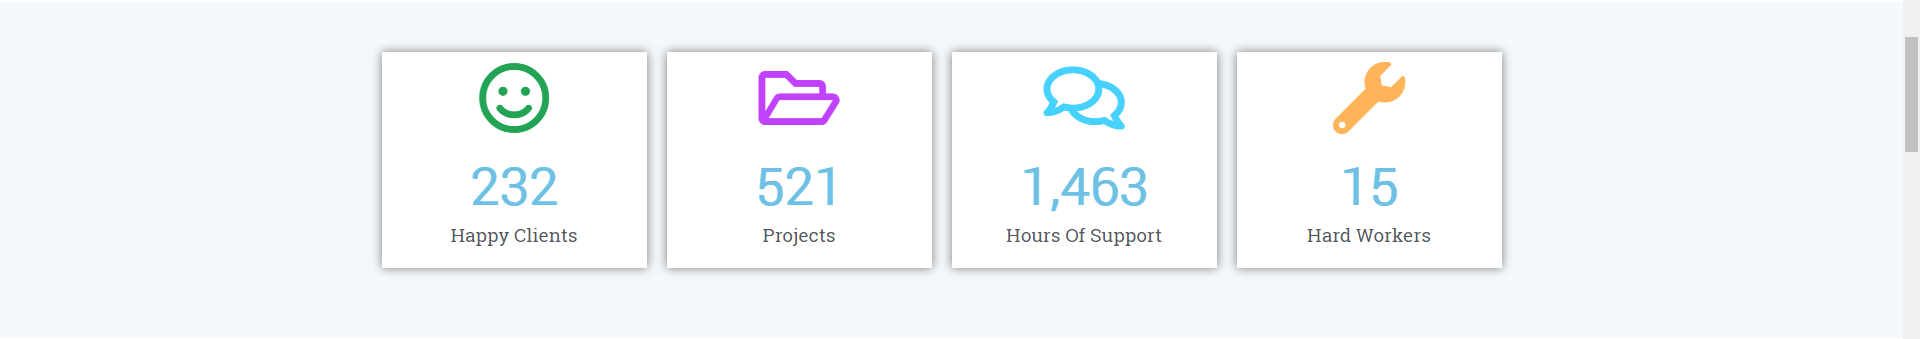 232
Happy Clients
521
Projects
1,463
Hours Of Support
15
Hard Workers